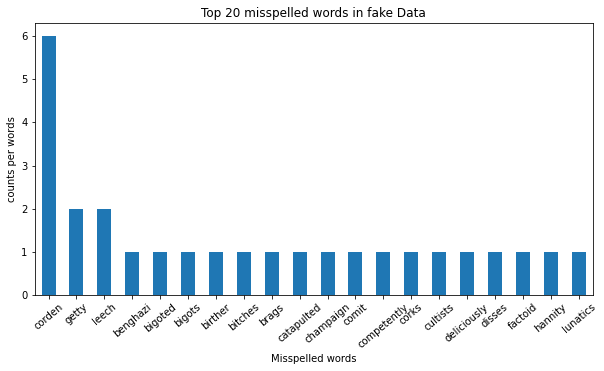 Top 20 misspelled words in fake Data
counts per words
6
5
4
3
2
1
0
corden
getty
leech
benghazi
bigoted
bigots
birther
bitches
brags
catapulted
champaign
comit
competently
corks
cultists
deliciously
disses
factoid
hannity
lunatics
Misspelled words